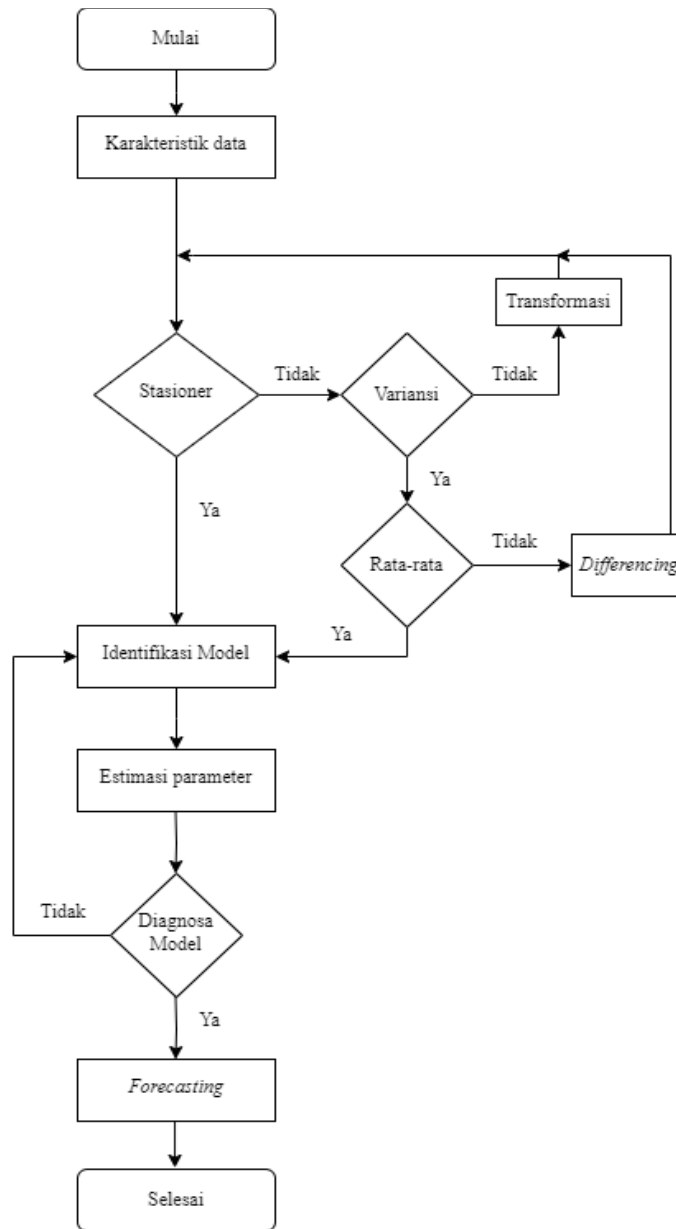 Mulai
Karakteristik data
Transformasi
Stasioner
Tidak
Variansi
Tidak
Ya
Ya
Rata-rata
Tidak
Differencing
Ya
Identifikasi Model
Estimasi parameter
Tidak
Diagnosa
Model
Ya
Forecasting
Selesai